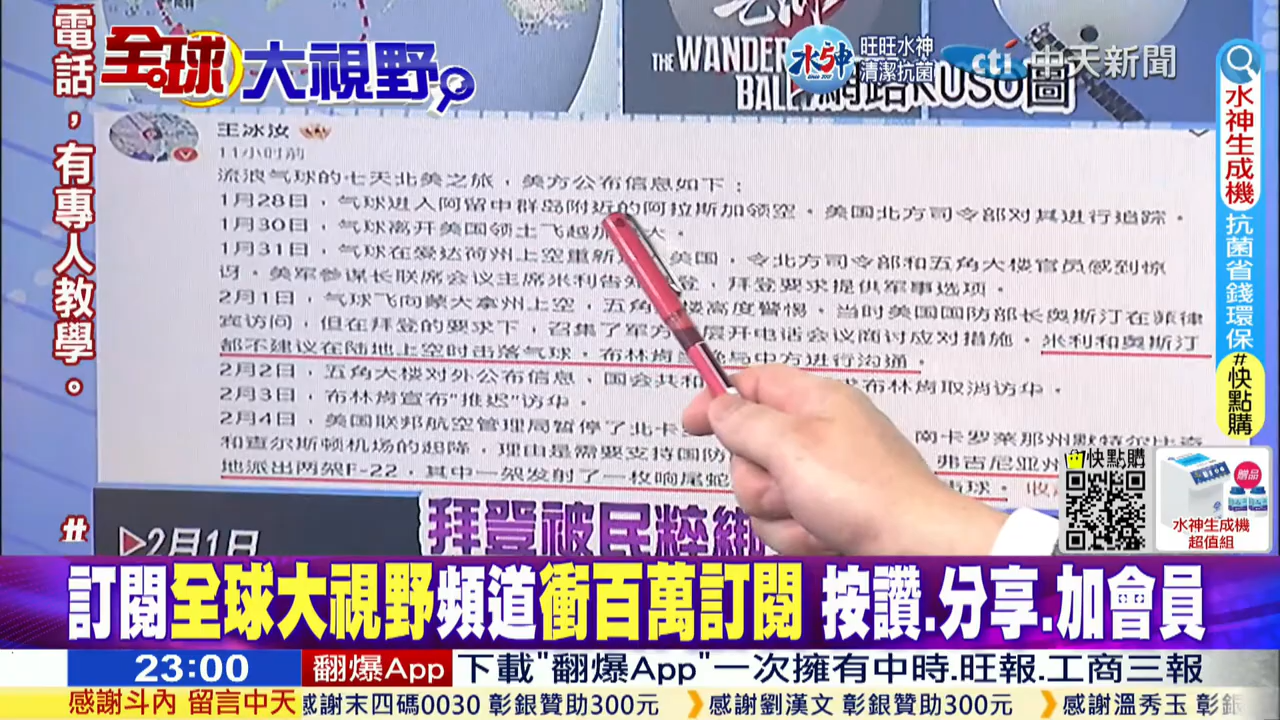 電話，有專人教學。
#
全球大視野
THE WANDER
BALL
網路KUSO圖
水神
旺旺水神
清潔抗菌
cti 中天新聞
王冰汝
11小时前
流浪气球的七天北美之旅，美方公布信息如下：
1月28日，气球进入阿留申群岛附近的阿拉斯加领空。美国北方司令部对其进行追踪。
1月30日，气球离开美国领土飞越加 大。
1月31日，气球在爱达荷州上空重新 美国，令北方司令部和五角大楼官员感到惊
讶。美军参谋长联席会议主席米利告知 登，拜登要求提供军事选项。
2月1日，气球飞向蒙大拿州上空，五角 楼高度警惕。当时美国国防部长奥斯汀在菲律
宾访问，但在拜登的要求下，召集了军方 层开电话会议商讨应对措施。米利和奥斯汀
都不建议在陆地上空时击落气球。布林肯 与中方进行沟通。
2月2日，五角大楼对外公布信息，国会共和 求布林肯取消访华。
2月3日，布林肯宣布"推迟"访华。
2月4日，美国联邦航空管理局暂停了北卡 南卡罗莱那州默特尔比
和查尔斯顿机场的起降，理由是需要支持国防 弗吉尼亚州
地派出两架F-22，其中一架发射了一枚响尾蛇 球。
2月1日
拜登被民粹綁
水神生成機
抗菌省錢環保
#快點購
快點購
贈品
水神生成機
超值組
訂閱全球大視野頻道衝百萬訂閱 按讚.分享.加會員
23:00 翻爆App 下載"翻爆App"一次擁有中時.旺報.工商三報
感謝斗內 留言中天 感謝末四碼0030 彰銀贊助300元 感謝劉漢文 彰銀贊助300元 感謝溫秀玉 彰銀